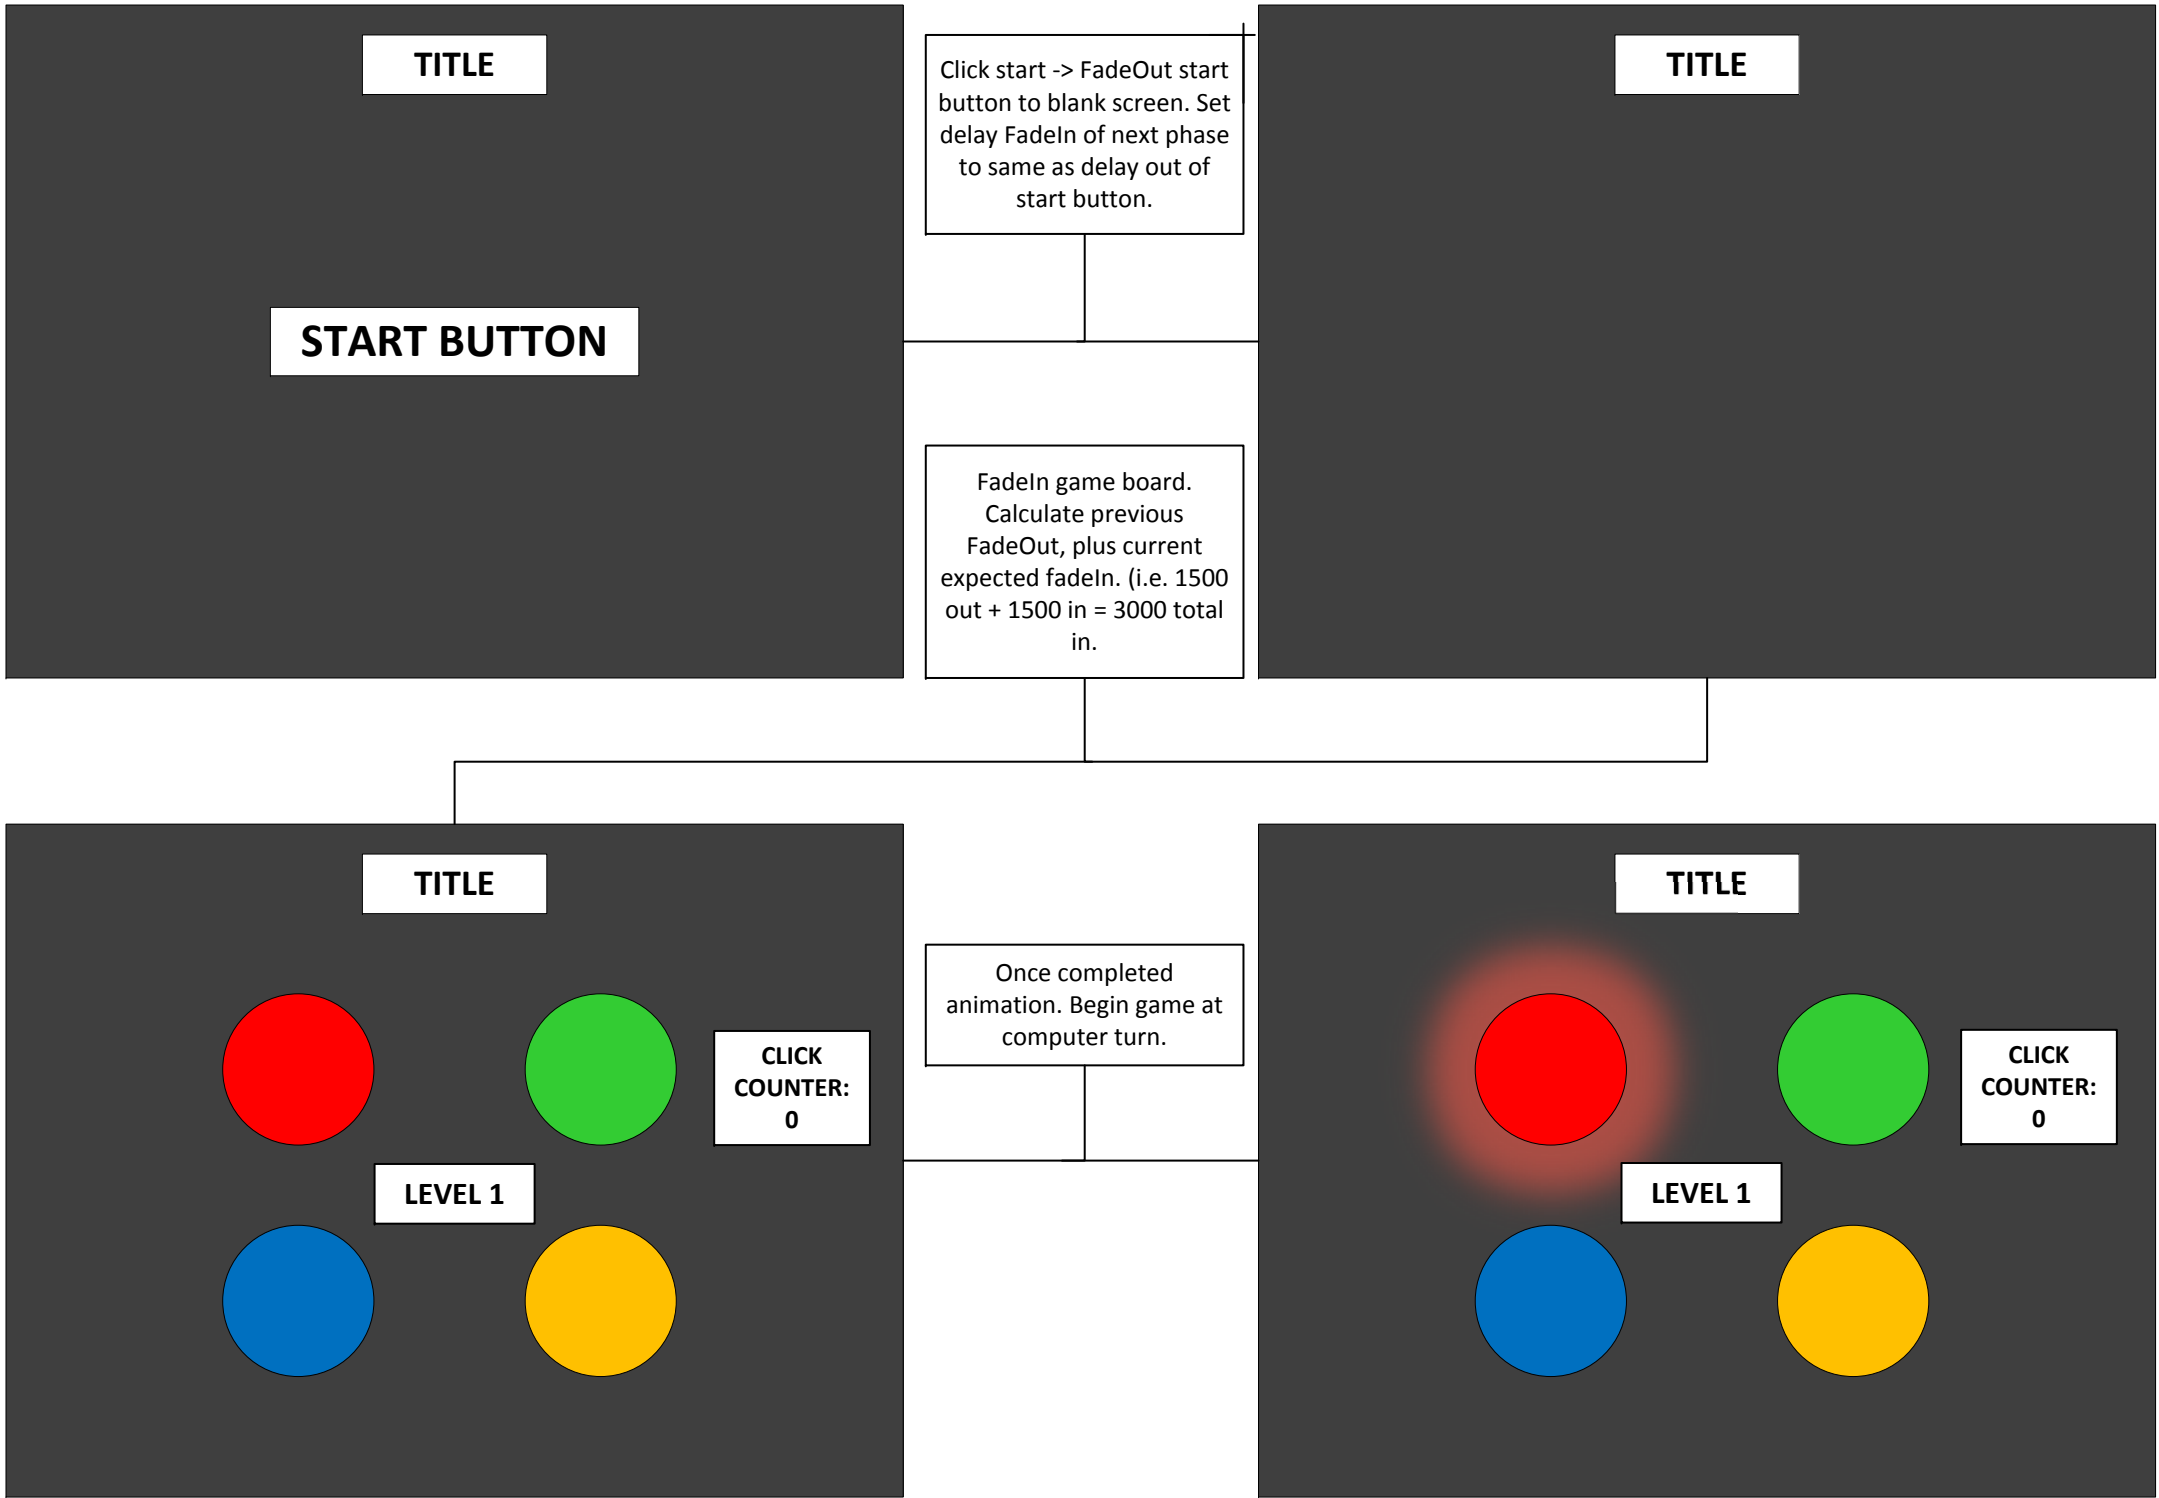 TITLE
START BUTTON
Click start -> FadeOut start
button to blank screen. Set
delay FadeIn of next phase
to same as delay out of
start button.
TITLE
FadeIn game board.
Calculate previous
FadeOut, plus current
expected fadeIn. (i.e. 1500
out + 1500 in = 3000 total
in.
TITLE
CLICK
COUNTER:
0
LEVEL 1
Once completed
animation. Begin game at
computer turn.
TITLE
CLICK
COUNTER:
0
LEVEL 1